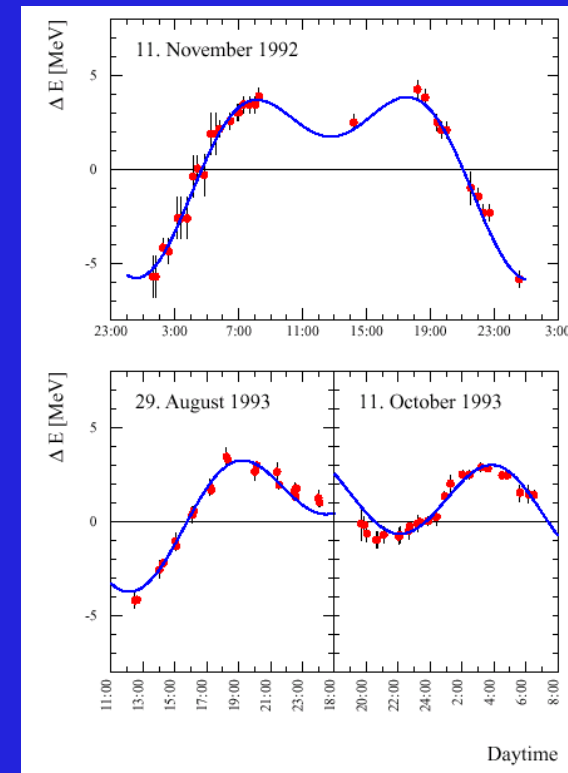 Δ E [MeV]
11. November 1992
5
0
-5
23:00 3:00 7:00 11:00 15:00 19:00 23:00 3:00
Δ E [MeV]
29. August 1993
11. October 1993
5
0
-5
11:00 13:00 15:00 17:00 19:00 21:00 23:00 18:00 20:00 22:00 24:00 2:00 4:00 6:00 8:00
Daytime